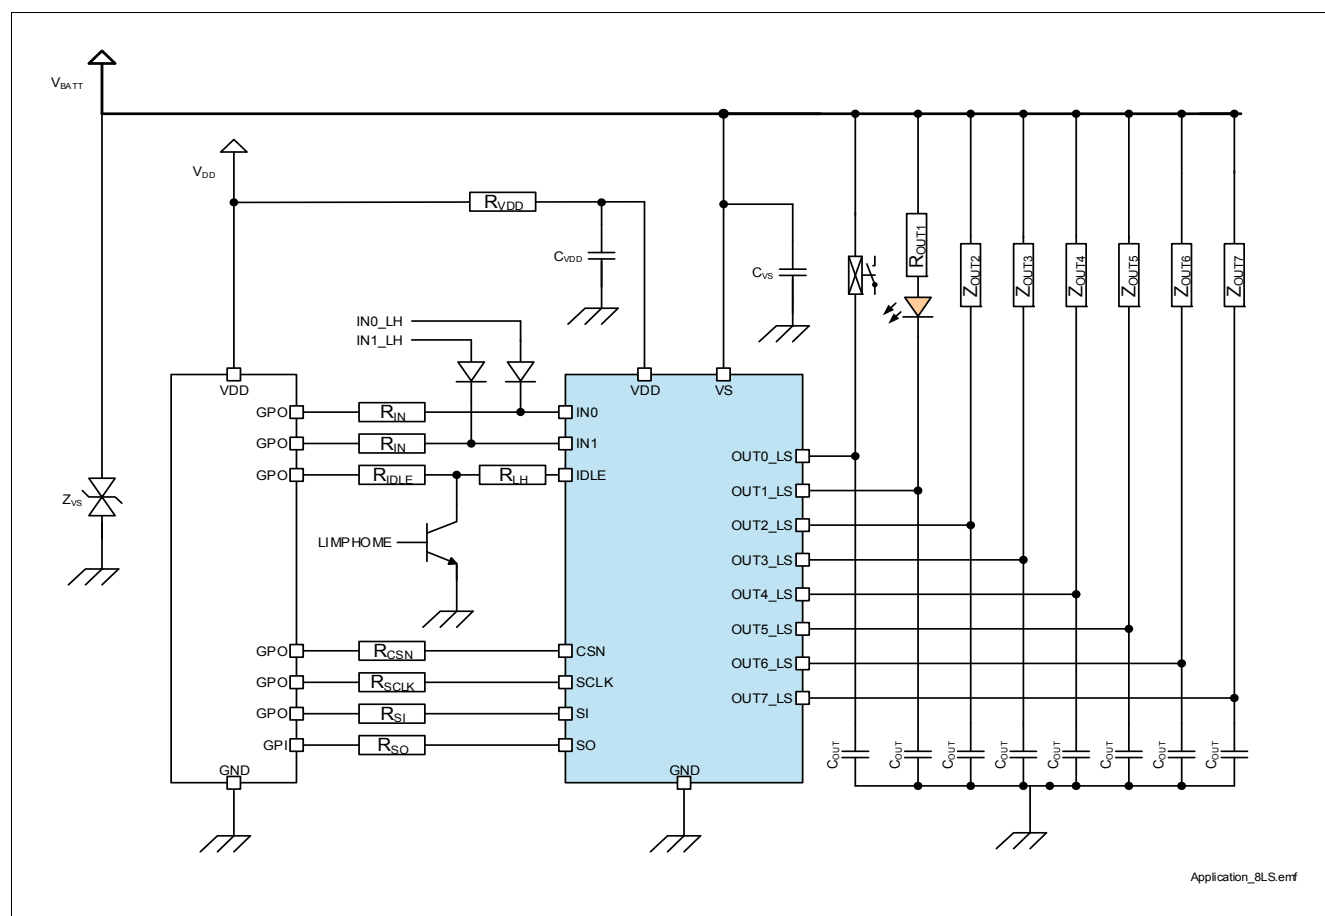 VBATT
VDD
RVDD
CVDD
CVS
ROUT1
ZOUT2
ZOUT3
ZOUT4
ZOUT5
ZOUT6
ZOUT7
IN0_LH
IN1_LH
VDD
VDD
VS
GPO
RIN
IN0
GPO
RIN
IN1
GPO
RIDLE
RLH
IDLE
OUT0_LS
OUT1_LS
ZVS
OUT2_LS
LIMPHOME
OUT3_LS
OUT4_LS
OUT5_LS
GPO
RCSN
CSN
OUT6_LS
GPO
RSCLK
SCLK
OUT7_LS
GPO
RSI
SI
GPI
RSO
SO
COUT
COUT
COUT
COUT
COUT
COUT
COUT
COUT
GND
GND
Application_8LS.emf